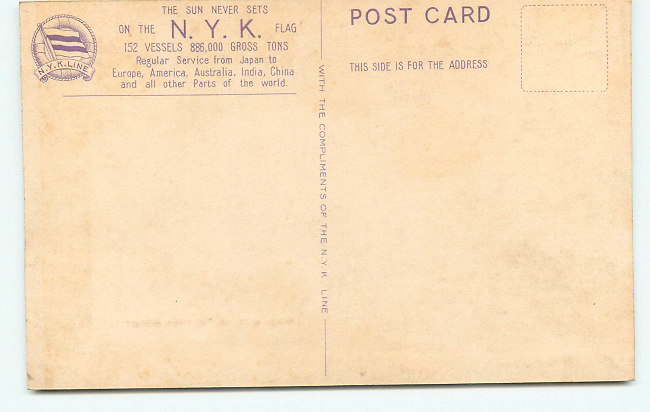 THE SUN NEVER SETS
ON THE N. Y. K. FLAG
152 VESSELS 886,000 GROSS TONS
Regular Service from Japan to
Europe, America, Australia, India, China
and all other Parts of the world.
N.Y.K.LINE
WITH THE COMPLIMENTS OF THE N.Y.K. LINE
POST CARD
THIS SIDE IS FOR THE ADDRESS